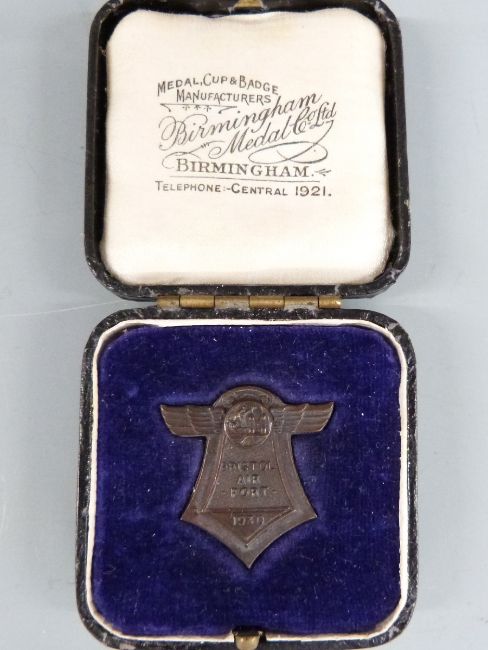 MEDAL, CUP & BADGE
MANUFACTURERS
Birmingham
Medal Co Ltd
BIRMINGHAM.
TELEPHONE:-CENTRAL 1921.
BRISTOL
AIR
-PORT-
1930